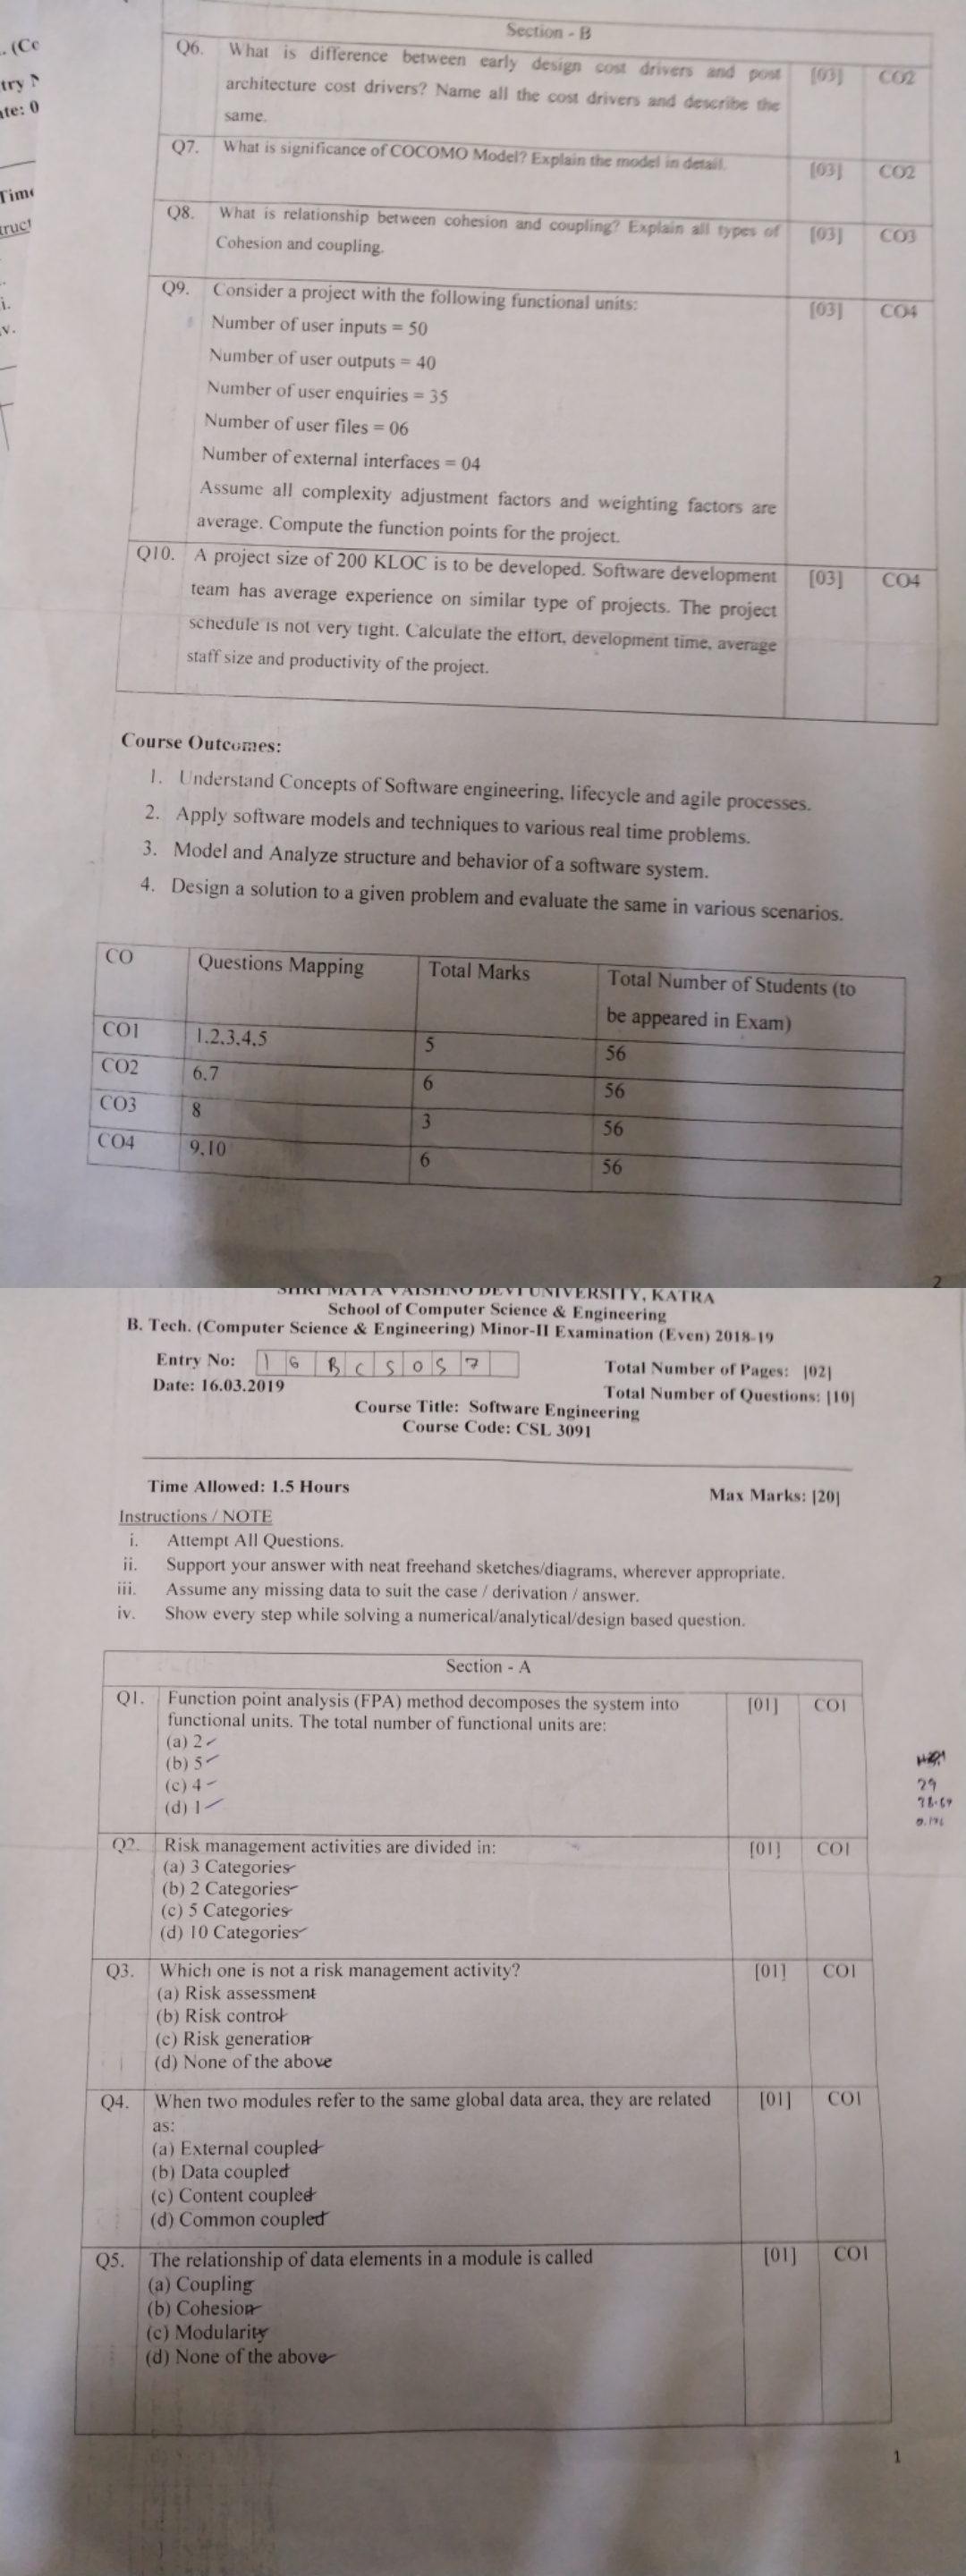 . (Co
try N
ate: 0
Time
truct
i.
v.
Section - B
Q6. What is difference between early design cost drivers and post [03] CO2
architecture cost drivers? Name all the cost drivers and describe the
same.
Q7. What is significance of COCOMO Model? Explain the model in detail. [03] CO2
Q8. What is relationship between cohesion and coupling? Explain all types of [03] CO3
Cohesion and coupling.
Q9. Consider a project with the following functional units: [03] CO4
Number of user inputs = 50
Number of user outputs = 40
Number of user enquiries = 35
Number of user files = 06
Number of external interfaces = 04
Assume all complexity adjustment factors and weighting factors are
average. Compute the function points for the project.
Q10. A project size of 200 KLOC is to be developed. Software development [03] CO4
team has average experience on similar type of projects. The project
schedule is not very tight. Calculate the effort, development time, average
staff size and productivity of the project.
Course Outcomes:
1. Understand Concepts of Software engineering, lifecycle and agile processes.
2. Apply software models and techniques to various real time problems.
3. Model and Analyze structure and behavior of a software system.
4. Design a solution to a given problem and evaluate the same in various scenarios.
CO Questions Mapping Total Marks Total Number of Students (to
be appeared in Exam)
CO1 1,2,3,4,5 5 56
CO2 6,7 6 56
CO3 8 3 56
CO4 9,10 6 56
2
SHRI MATA VAISHNO DEVI UNIVERSITY, KATRA
School of Computer Science & Engineering
B. Tech. (Computer Science & Engineering) Minor-II Examination (Even) 2018-19
Entry No: 1 6 B C S 0 5 7 Total Number of Pages: [02]
Date: 16.03.2019 Total Number of Questions: [10]
Course Title: Software Engineering
Course Code: CSL 3091
Time Allowed: 1.5 Hours Max Marks: [20]
Instructions / NOTE
i. Attempt All Questions.
ii. Support your answer with neat freehand sketches/diagrams, wherever appropriate.
iii. Assume any missing data to suit the case / derivation / answer.
iv. Show every step while solving a numerical/analytical/design based question.
Section - A
Q1. Function point analysis (FPA) method decomposes the system into [01] CO1
functional units. The total number of functional units are:
(a) 2
(b) 5
(c) 4
(d) 1
29
Q2. Risk management activities are divided in: [01] CO1
(a) 3 Categories
(b) 2 Categories
(c) 5 Categories
(d) 10 Categories
Q3. Which one is not a risk management activity? [01] CO1
(a) Risk assessment
(b) Risk control
(c) Risk generation
(d) None of the above
Q4. When two modules refer to the same global data area, they are related [01] CO1
as:
(a) External coupled
(b) Data coupled
(c) Content coupled
(d) Common coupled
Q5. The relationship of data elements in a module is called [01] CO1
(a) Coupling
(b) Cohesion
(c) Modularity
(d) None of the above
1